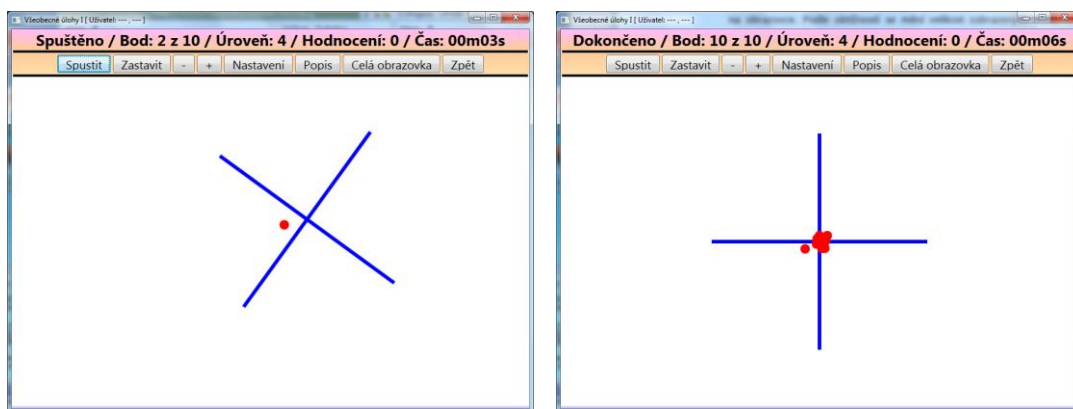 Všeobecné úlohy I [ Uživatel: --- , --- ]
Spuštěno / Bod: 2 z 10 / Úroveň: 4 / Hodnocení: 0 / Čas: 00m03s
Spustit Zastavit - + Nastavení Popis Celá obrazovka Zpět
Všeobecné úlohy I [ Uživatel: --- , --- ]
Dokončeno / Bod: 10 z 10 / Úroveň: 4 / Hodnocení: 0 / Čas: 00m06s
Spustit Zastavit - + Nastavení Popis Celá obrazovka Zpět